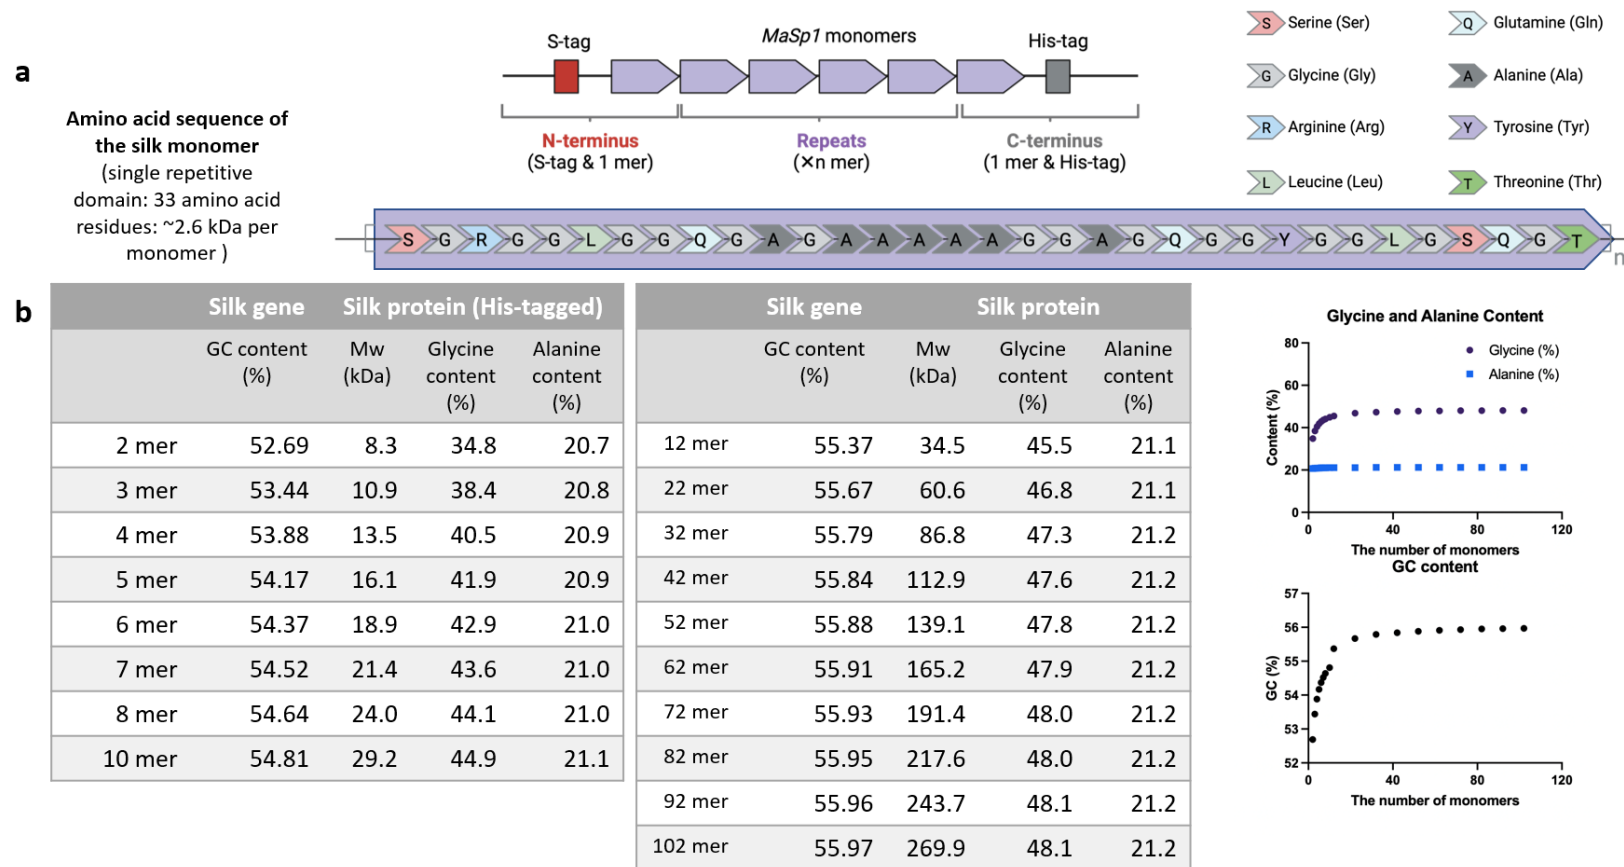 a
Amino acid sequence of
the silk monomer
(single repetitive
domain: 33 amino acid
residues: ~2.6 kDa per
monomer )
S-tag
MaSp1 monomers
His-tag
N-terminus
(S-tag & 1 mer)
Repeats
(×n mer)
C-terminus
(1 mer & His-tag)
S Serine (Ser)
Q Glutamine (Gln)
G Glycine (Gly)
A Alanine (Ala)
R Arginine (Arg)
Y Tyrosine (Tyr)
L Leucine (Leu)
T Threonine (Thr)
S G R G G L G G Q G A G A A A A A G G A G Q G G Y G G L G S Q G T
n
b
Silk gene Silk protein (His-tagged)
GC content (%) Mw (kDa) Glycine content (%) Alanine content (%)
2 mer 52.69 8.3 34.8 20.7
3 mer 53.44 10.9 38.4 20.8
4 mer 53.88 13.5 40.5 20.9
5 mer 54.17 16.1 41.9 20.9
6 mer 54.37 18.9 42.9 21.0
7 mer 54.52 21.4 43.6 21.0
8 mer 54.64 24.0 44.1 21.0
10 mer 54.81 29.2 44.9 21.1
Silk gene Silk protein
GC content (%) Mw (kDa) Glycine content (%) Alanine content (%)
12 mer 55.37 34.5 45.5 21.1
22 mer 55.67 60.6 46.8 21.1
32 mer 55.79 86.8 47.3 21.2
42 mer 55.84 112.9 47.6 21.2
52 mer 55.88 139.1 47.8 21.2
62 mer 55.91 165.2 47.9 21.2
72 mer 55.93 191.4 48.0 21.2
82 mer 55.95 217.6 48.0 21.2
92 mer 55.96 243.7 48.1 21.2
102 mer 55.97 269.9 48.1 21.2
Glycine and Alanine Content
Glycine (%)
Alanine (%)
Content (%)
80
60
40
20
0
0 40 80 120
The number of monomers
GC content
GC (%)
57
56
55
54
53
52
0 40 80 120
The number of monomers